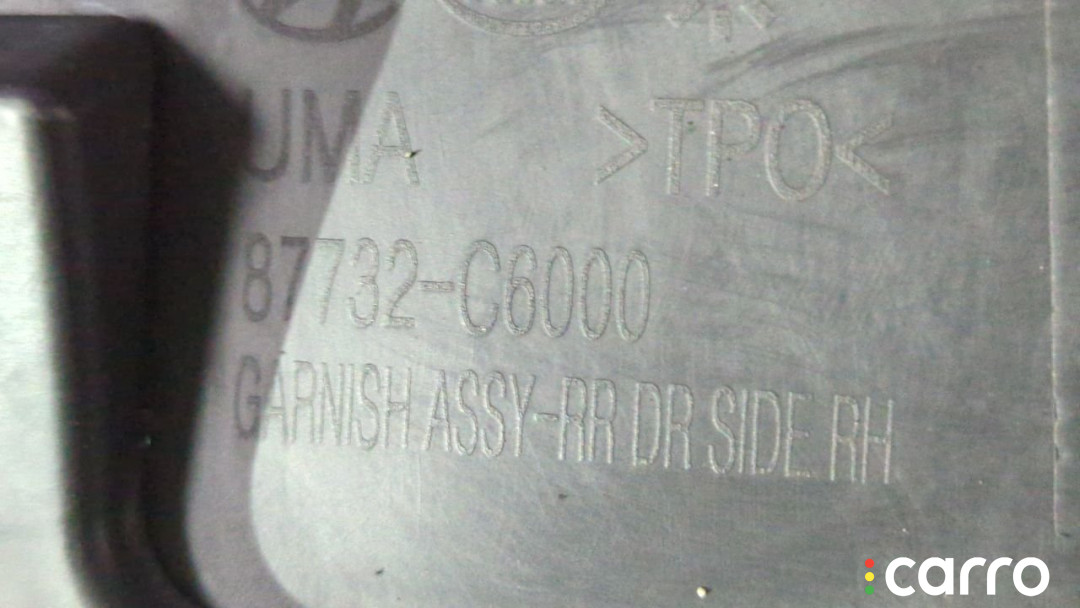 UMA >TPO<
87732-C6000
GARNISH ASSY-RR DR SIDE RH
carro